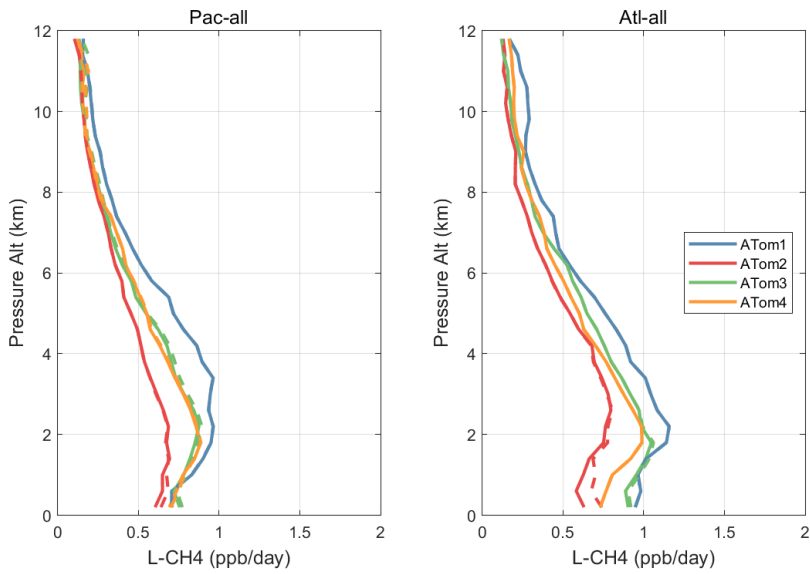 Pac-all
12
10
8
6
4
2
0
Pressure Alt (km)
0 0.5 1 1.5 2
L-CH4 (ppb/day)
Atl-all
12
10
8
6
4
2
0
Pressure Alt (km)
0 0.5 1 1.5 2
L-CH4 (ppb/day)
ATom1
ATom2
ATom3
ATom4